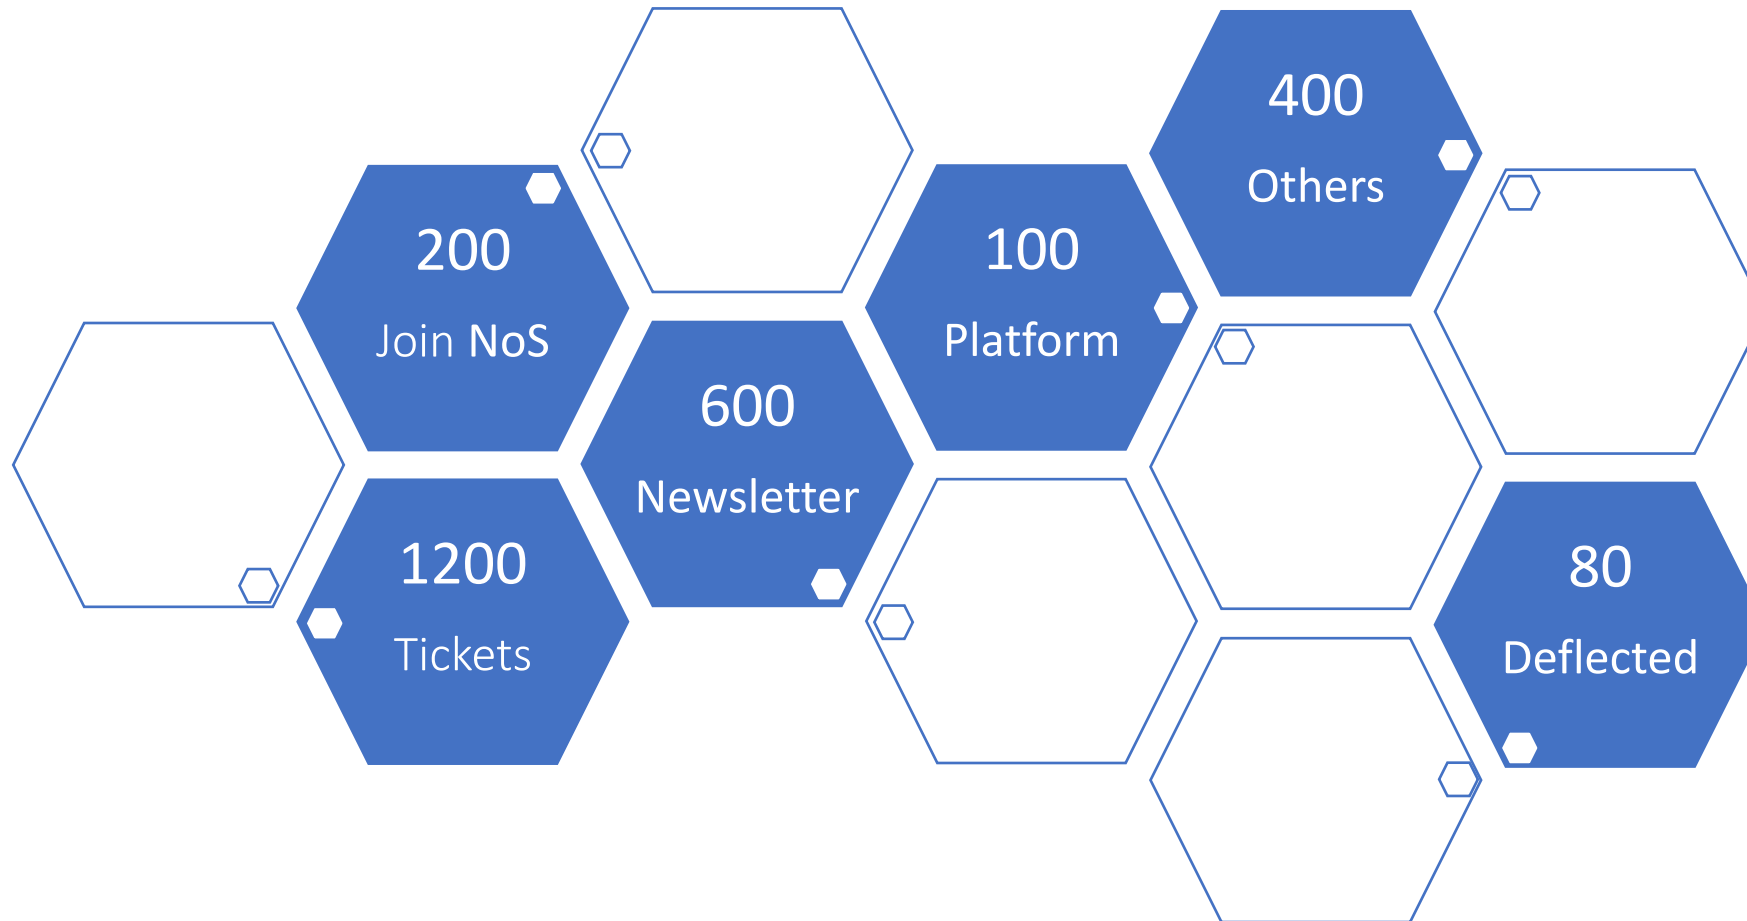 200
Join NoS
1200
Tickets
600
Newsletter
100
Platform
400
Others
80
Deflected